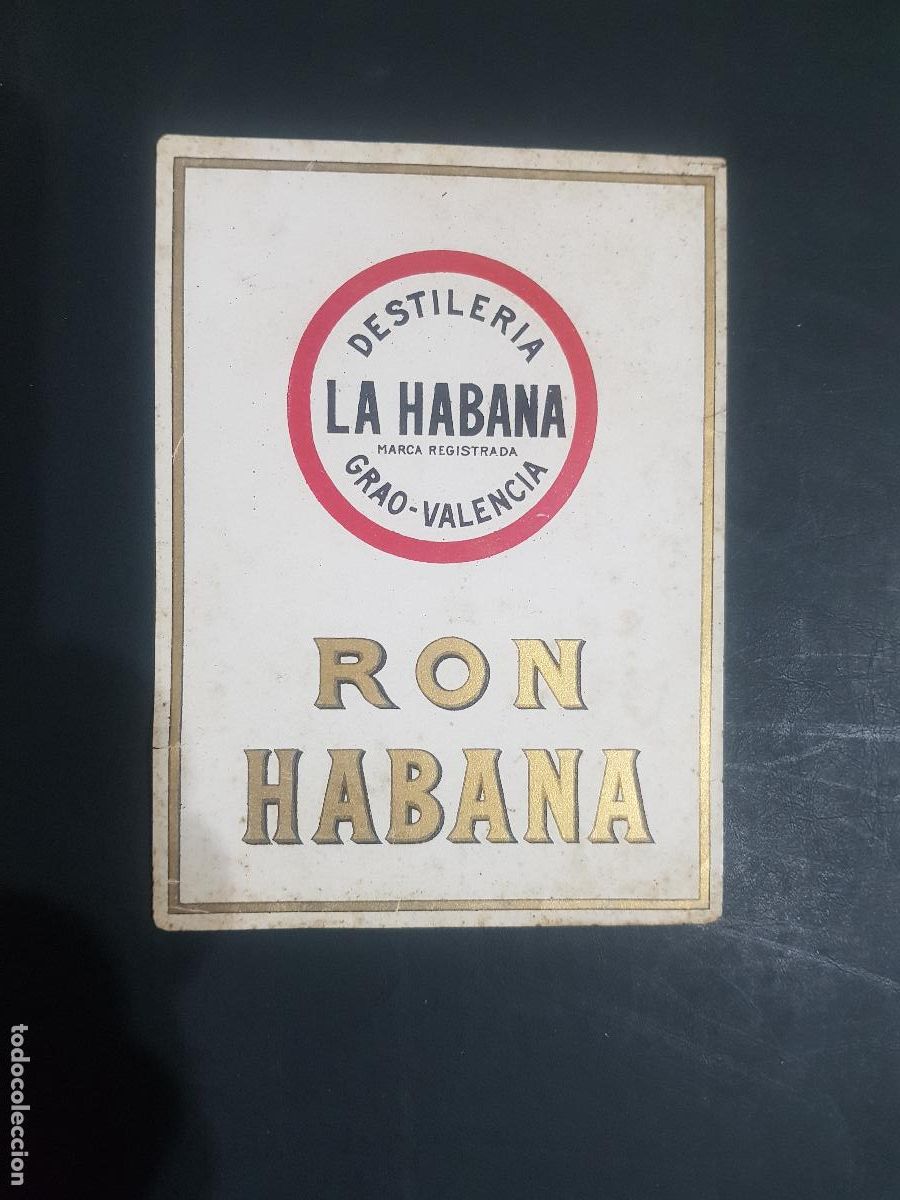 DESTILERIA
LA HABANA
MARCA REGISTRADA
GRAO-VALENCIA
RON
HABANA
todocoleccion